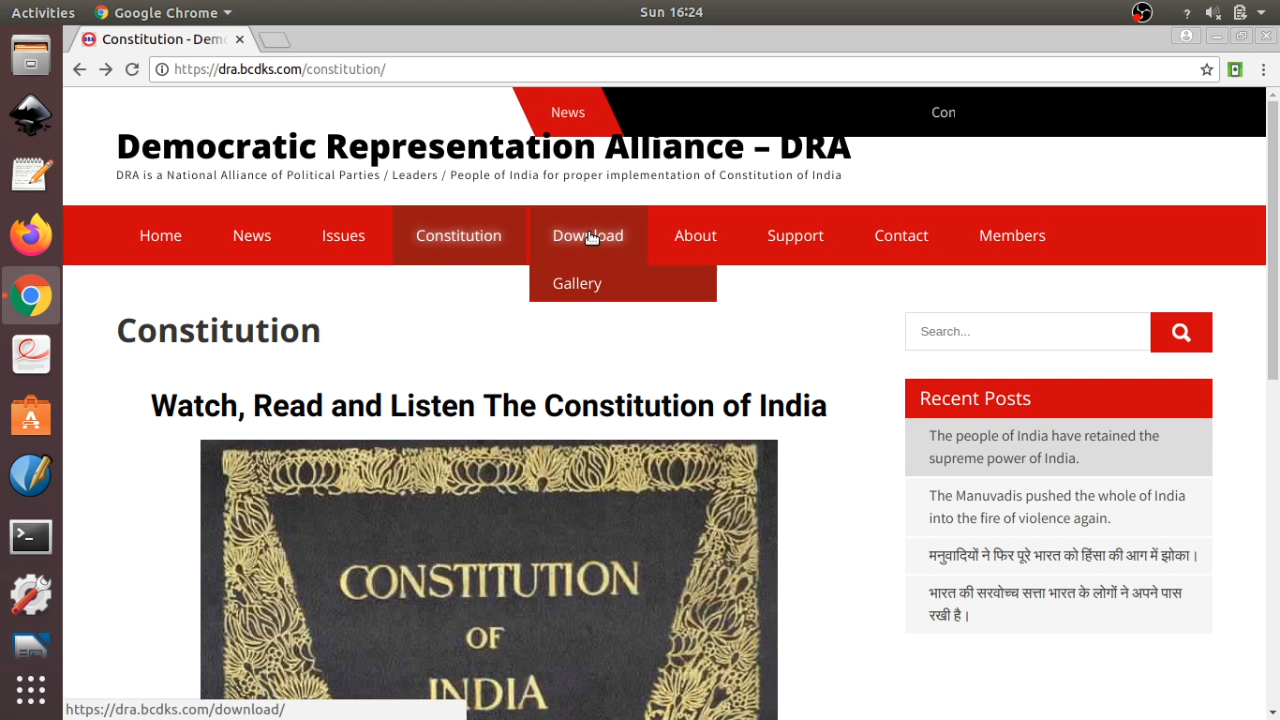 Activities
Google Chrome
Sun 16:24
?
Constitution - Demo
https://dra.bcdks.com/constitution/
News
Con
Democratic Representation Alliance – DRA
DRA is a National Alliance of Political Parties / Leaders / People of India for proper implementation of Constitution of India
Home
News
Issues
Constitution
Download
About
Support
Contact
Members
Gallery
Constitution
Search...
Watch, Read and Listen The Constitution of India
CONSTITUTION
OF
INDIA
Recent Posts
The people of India have retained the
supreme power of India.
The Manuvadis pushed the whole of India
into the fire of violence again.
मनुवादियों ने फिर पूरे भारत को हिंसा की आग में झोका।
भारत की सरवोच्च सत्ता भारत के लोगों ने अपने पास
रखी है।
https://dra.bcdks.com/download/